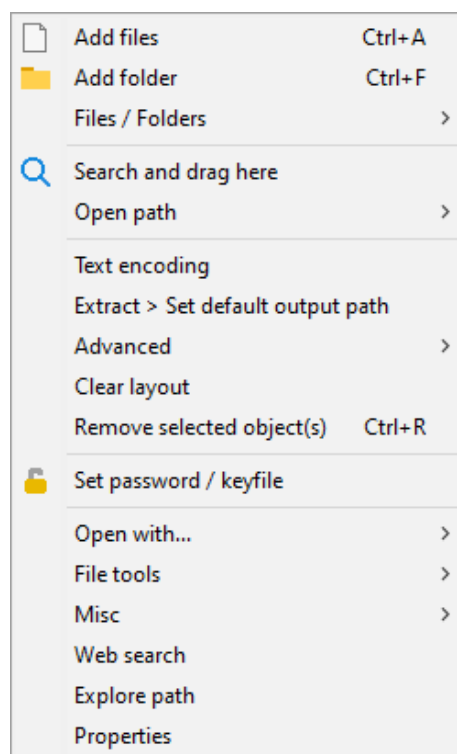 Add files Ctrl+A
Add folder Ctrl+F
Files / Folders
Search and drag here
Open path
Text encoding
Extract > Set default output path
Advanced
Clear layout
Remove selected object(s) Ctrl+R
Set password / keyfile
Open with...
File tools
Misc
Web search
Explore path
Properties